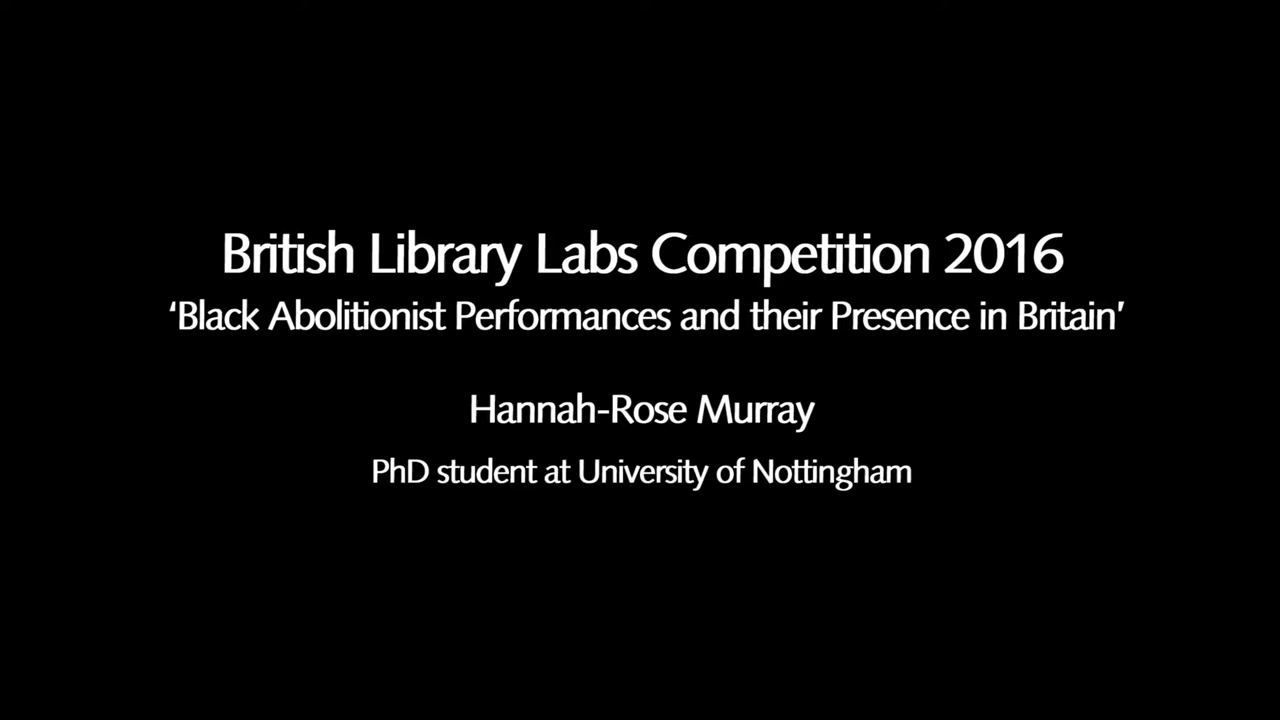 British Library Labs Competition 2016
‘Black Abolitionist Performances and their Presence in Britain’
Hannah-Rose Murray
PhD student at University of Nottingham